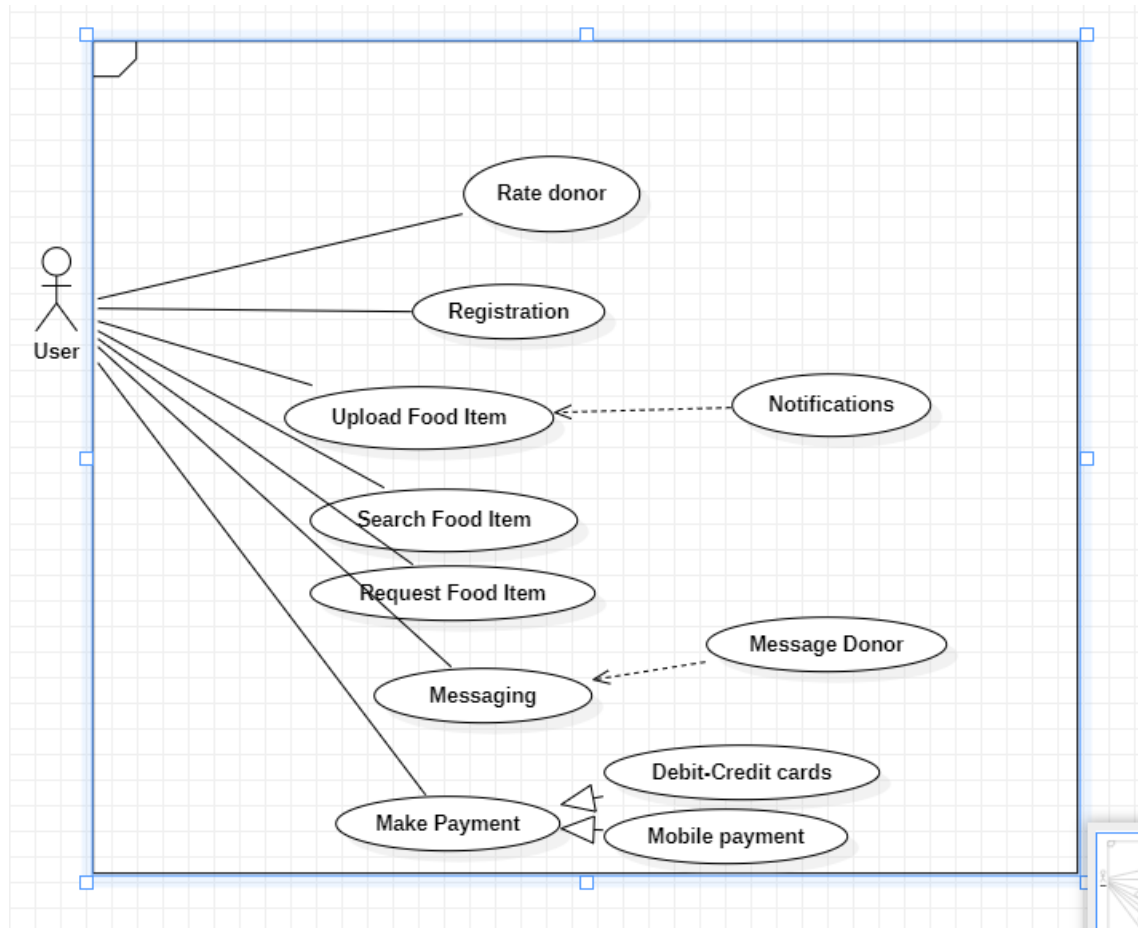 Rate donor
Registration
User
Upload Food Item
Notifications
Search Food Item
Request Food Item
Message Donor
Messaging
Debit-Credit cards
Make Payment
Mobile payment